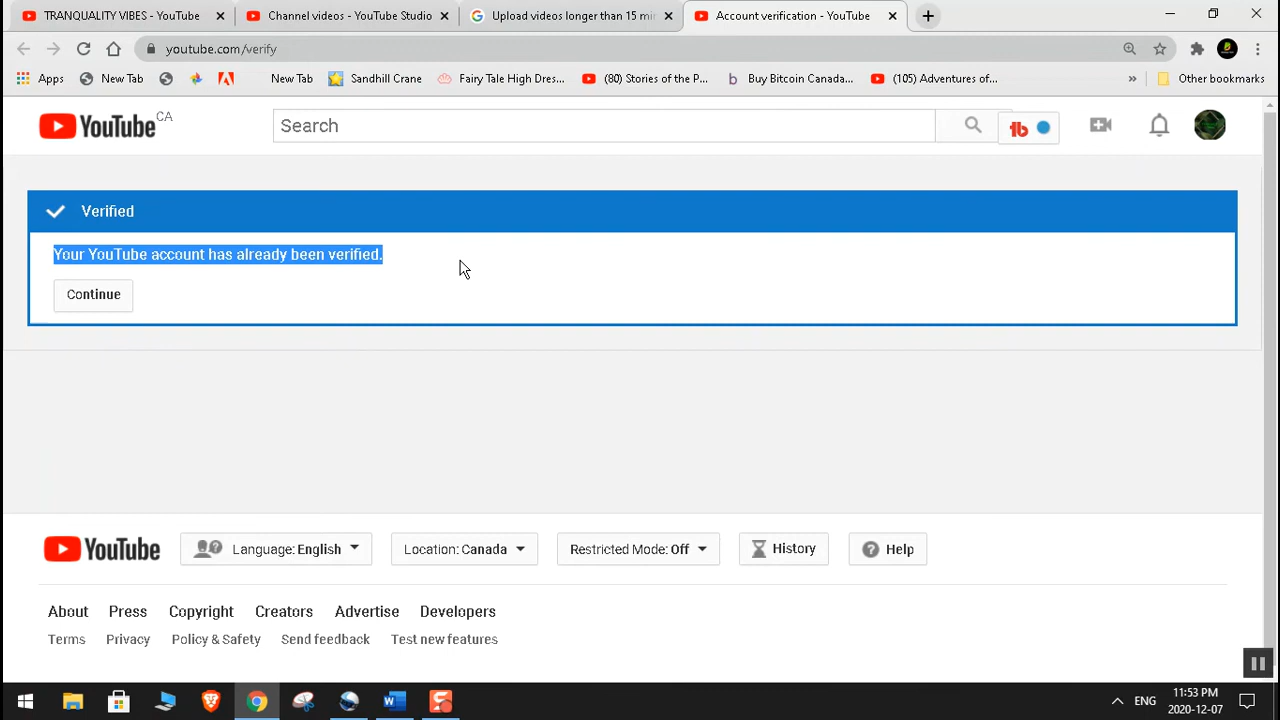 TRANQUALITY VIBES - YouTube
Channel videos - YouTube Studio
Upload videos longer than 15 mi
Account verification - YouTube
youtube.com/verify
Apps
New Tab
New Tab
Sandhill Crane
Fairy Tale High Dres...
(80) Stories of the P...
Buy Bitcoin Canada...
(105) Adventures of...
»
Other bookmarks
YouTube CA
Search
tb
Verified
Your YouTube account has already been verified.
Continue
YouTube
Language: English
Location: Canada
Restricted Mode: Off
History
Help
About
Press
Copyright
Creators
Advertise
Developers
Terms
Privacy
Policy & Safety
Send feedback
Test new features
ENG
11:53 PM
2020-12-07